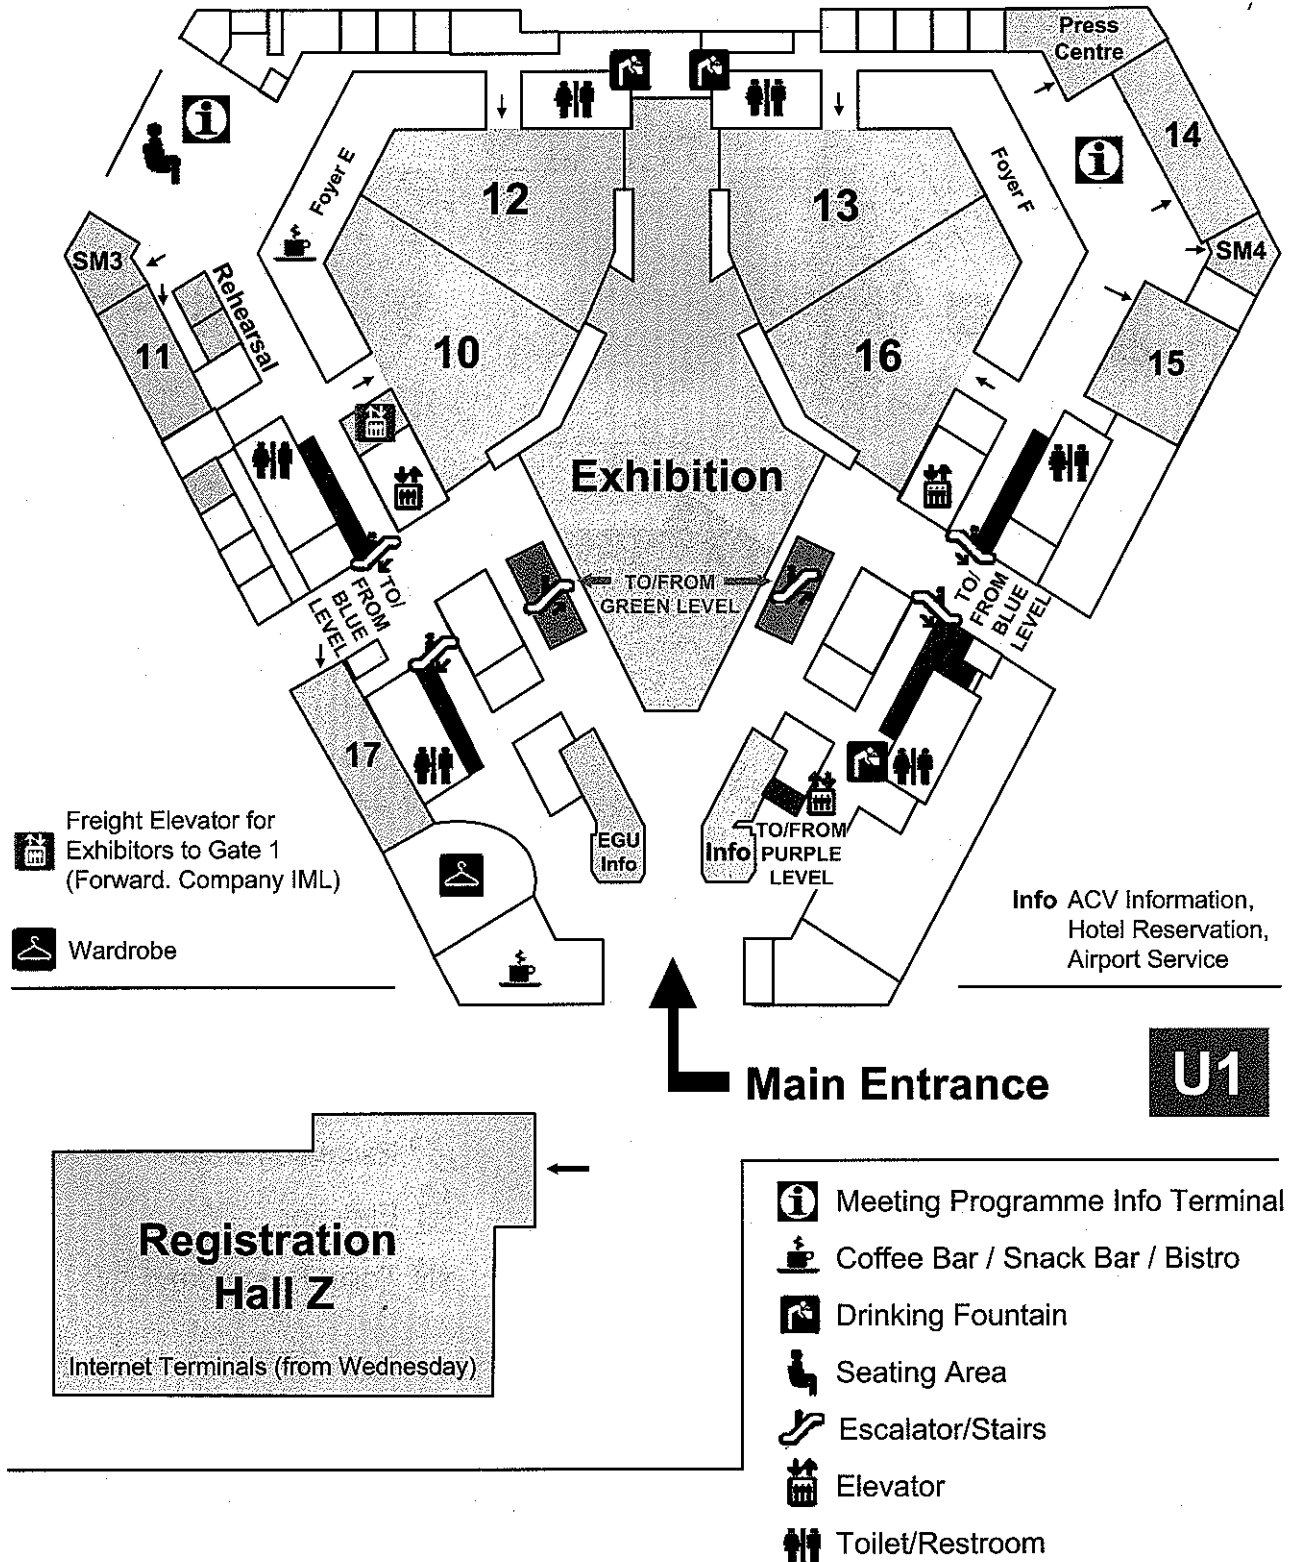 Press
Centre
14
Foyer E
12
13
Foyer F
SM3
SM4
Rehearsal
11
10
16
15
Exhibition
TO/FROM
GREEN LEVEL
TO/
FROM
BLUE
LEVEL
TO/
FROM
BLUE
LEVEL
17
EGU
Info
Info
TO/FROM
PURPLE
LEVEL
Freight Elevator for
Exhibitors to Gate 1
(Forward. Company IML)
Wardrobe
Info ACV Information,
Hotel Reservation,
Airport Service
Main Entrance
U1
Registration
Hall Z
Internet Terminals (from Wednesday)
Meeting Programme Info Terminal
Coffee Bar / Snack Bar / Bistro
Drinking Fountain
Seating Area
Escalator/Stairs
Elevator
Toilet/Restroom